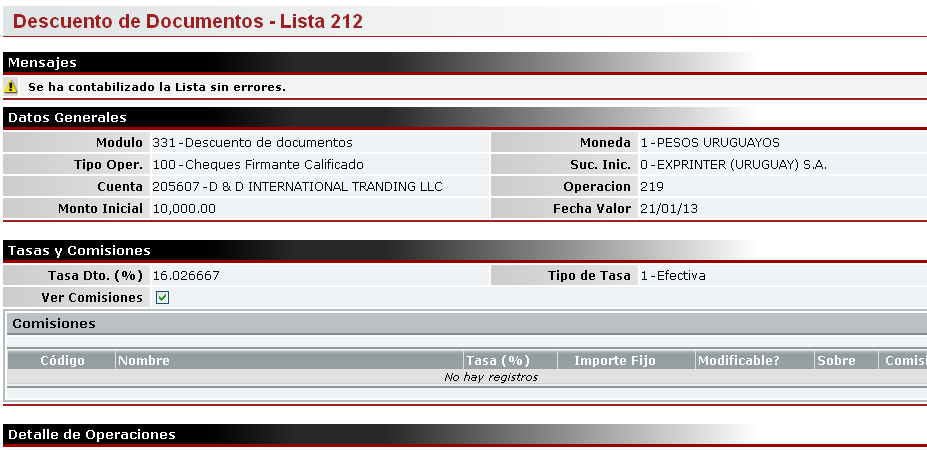 Descuento de Documentos - Lista 212
Mensajes
Se ha contabilizado la Lista sin errores.
Datos Generales
Modulo 331-Descuento de documentos Moneda 1-PESOS URUGUAYOS
Tipo Oper. 100-Cheques Firmante Calificado Suc. Inic. 0-EXPRINTER (URUGUAY) S.A.
Cuenta 205607-D & D INTERNATIONAL TRANDING LLC Operacion 219
Monto Inicial 10,000.00 Fecha Valor 21/01/13
Tasas y Comisiones
Tasa Dto. (%) 16.026667 Tipo de Tasa 1-Efectiva
Ver Comisiones
Comisiones
Código Nombre Tasa (%) Importe Fijo Modificable? Sobre Comisi
No hay registros
Detalle de Operaciones